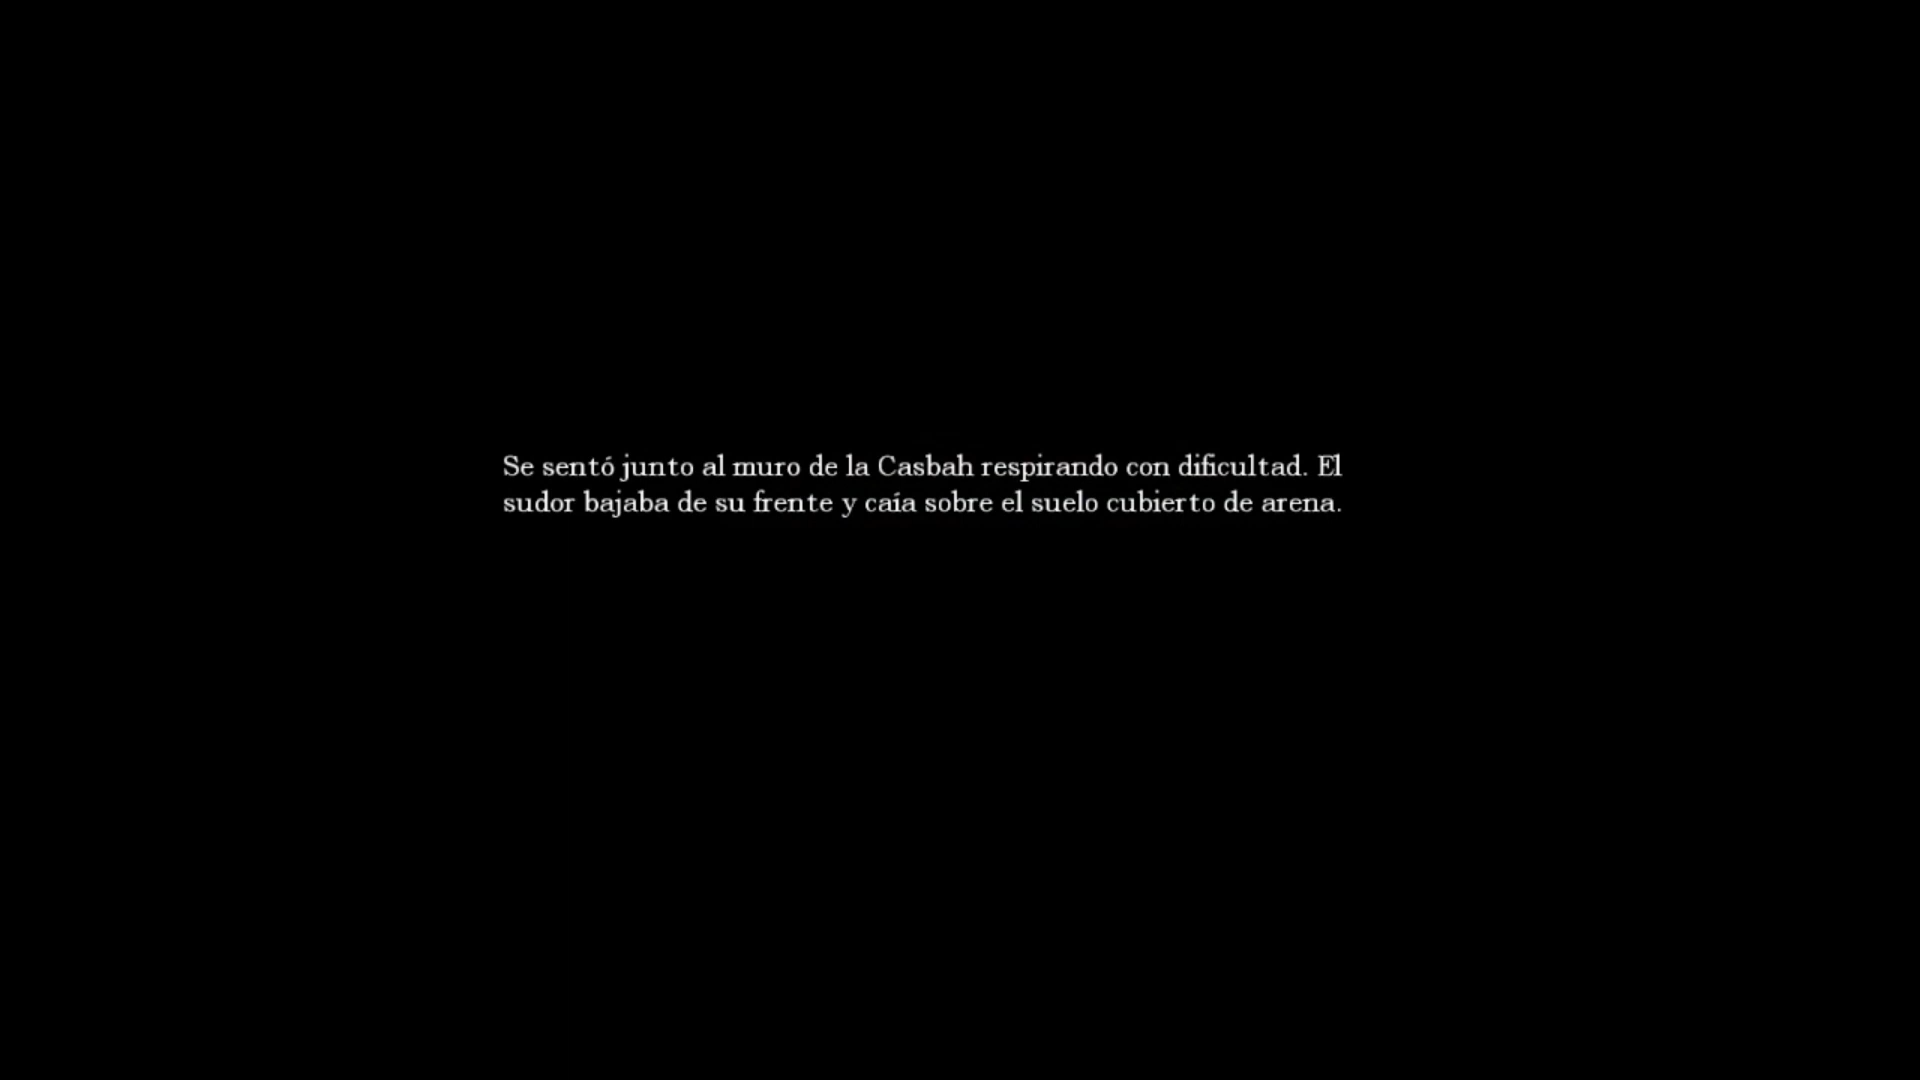 Se sentó junto al muro de la Casbah respirando con dificultad. El
sudor bajaba de su frente y caía sobre el suelo cubierto de arena.